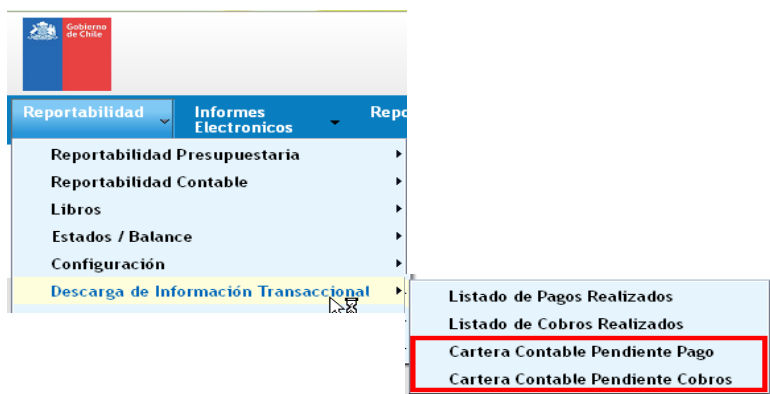 Gobierno
de Chile
Reportabilidad
Informes
Electronicos
Reportabilidad Presupuestaria
Reportabilidad Contable
Libros
Estados / Balance
Configuración
Descarga de Información Transaccional
Listado de Pagos Realizados
Listado de Cobros Realizados
Cartera Contable Pendiente Pago
Cartera Contable Pendiente Cobros